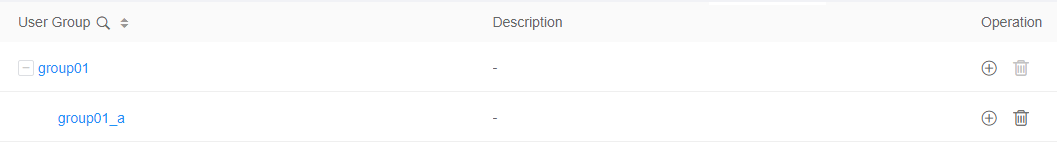 User Group Description Operation
group01 -
group01_a -